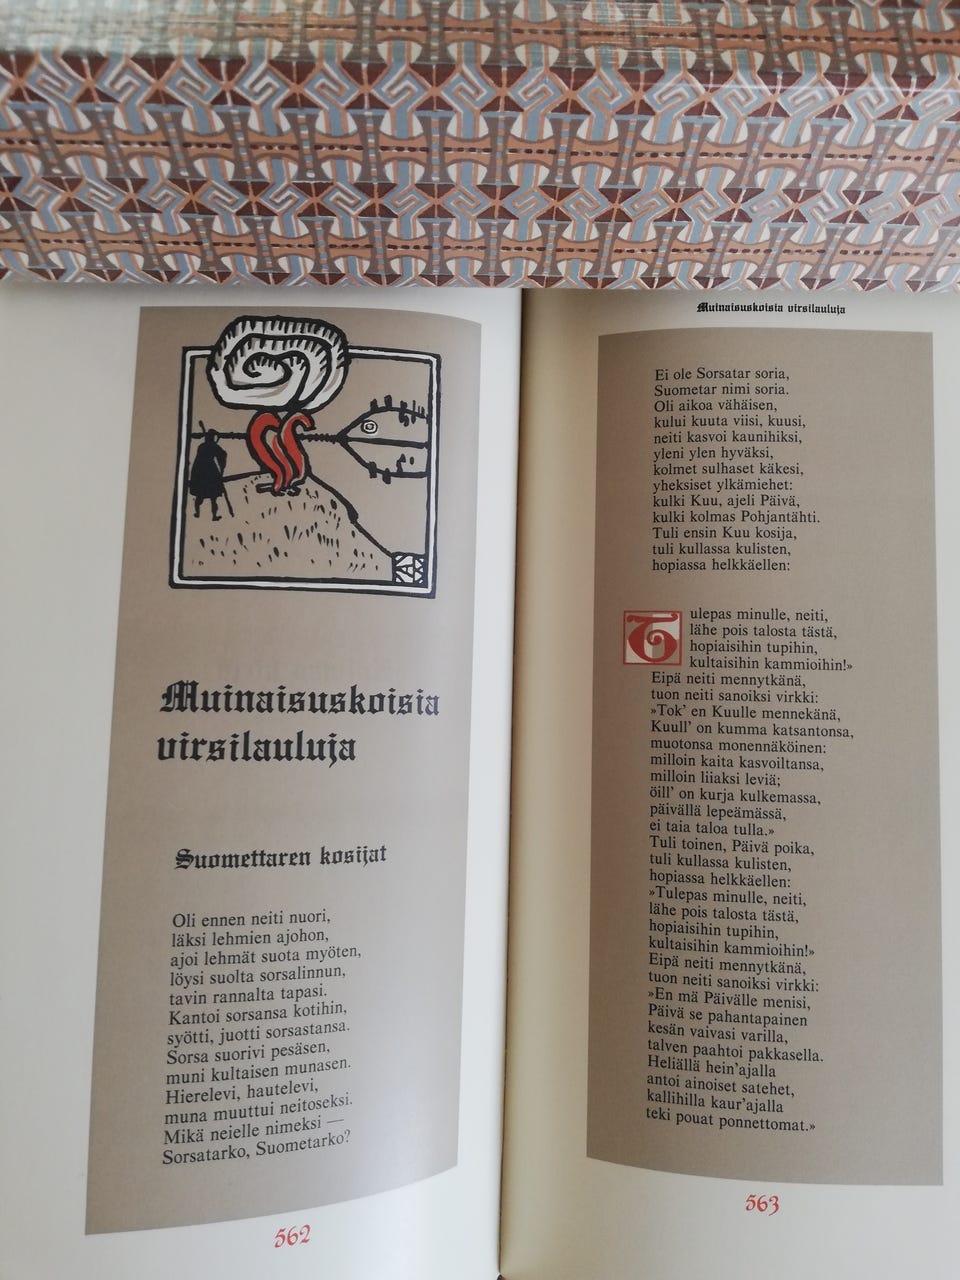 Muinaisuskoisia
virsilauluja
Suomettaren kosijat
Oli ennen neiti nuori,
läksi lehmien ajohon,
ajoi lehmät suota myöten,
löysi suolta sorsalinnun,
tavin rannalta tapasi.
Kantoi sorsansa kotihin,
syötti, juotti sorsastansa.
Sorsa suorivi pesäsen,
muni kultaisen munasen.
Hierelevi, hautelevi,
muna muuttui neitoseksi.
Mikä neielle nimeksi —
Sorsatarko, Suometarko?
562
Muinaisuskoisia virsilauluja
Ei ole Sorsatar soria,
Suometar nimi soria.
Oli aikoa vähäisen,
kului kuuta viisi, kuusi,
neiti kasvoi kaunihiksi,
yleni ylen hyväksi,
kolmet sulhaset käkesi,
yheksiset ylkämiehet:
kulki Kuu, ajeli Päivä,
kulki kolmas Pohjantähti.
Tuli ensin Kuu kosija,
tuli kullassa kulisten,
hopiassa helkkäellen:
Tulepas minulle, neiti,
lähe pois talosta tästä,
hopiaisihin tupihin,
kultaisihin kammioihin!»
Eipä neiti mennytkänä,
tuon neiti sanoiksi virkki:
»Tok' en Kuulle mennekänä,
Kuull' on kumma katsantonsa,
muotonsa monennäköinen:
milloin kaita kasvoiltansa,
milloin liiaksi leviä;
öill' on kurja kulkemassa,
päivällä lepeämässä,
ei taia taloa tulla.»
Tuli toinen, Päivä poika,
tuli kullassa kulisten,
hopiassa helkkäellen:
»Tulepas minulle, neiti,
lähe pois talosta tästä,
hopiaisihin tupihin,
kultaisihin kammioihin!»
Eipä neiti mennytkänä,
tuon neiti sanoiksi virkki:
»En mä Päivälle menisi,
Päivä se pahantapainen
kesän vaivasi varilla,
talven paahtoi pakkasella.
Heliällä hein'ajalla
antoi ainoiset satehet,
kallihilla kaur'ajalla
teki pouat ponnettomat.»
563